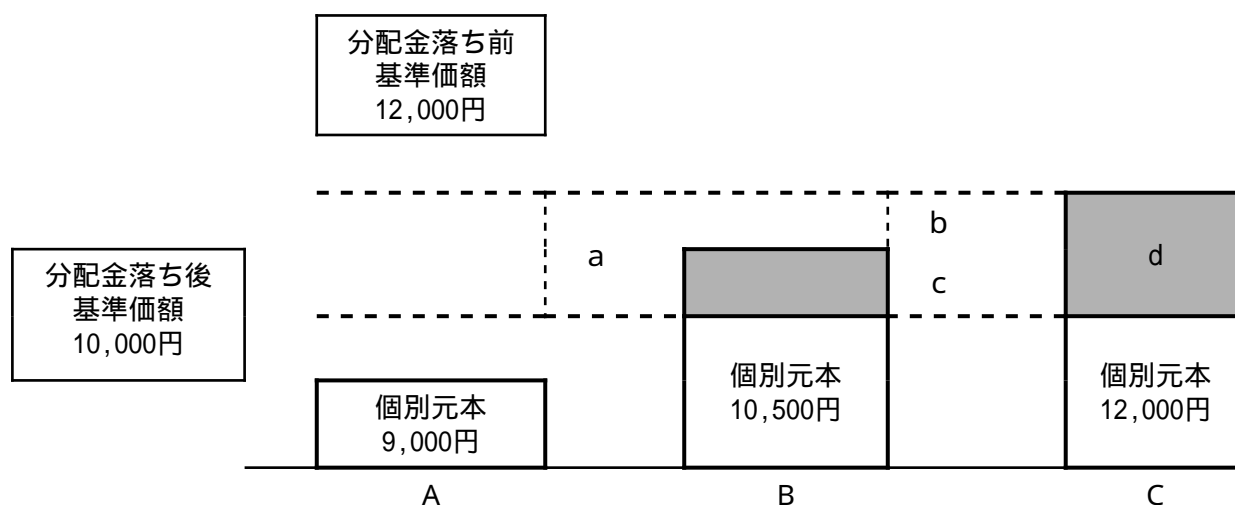 分配金落ち前
基準価額
12,000円
分配金落ち後
基準価額
10,000円
a
b
c
d
個別元本
9,000円
個別元本
10,500円
個別元本
12,000円
A
B
C